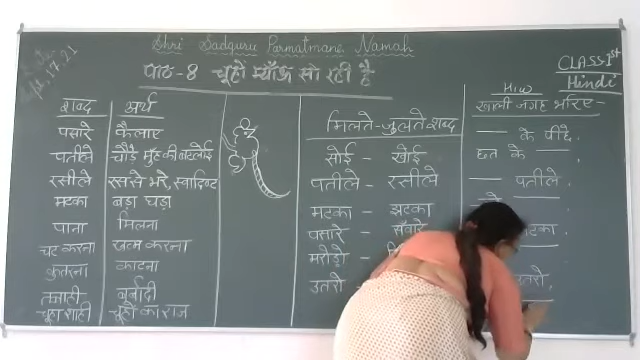 Shri Sadguru Parmatmane Namah
पाठ-8 चूहो म्याँऊ सो रही है
CLASS-1st
Hindi
शब्द अर्थ
पसारे फैलाए
पतीले चौड़े मुँह की बटलोई
रसीले रस से भरे, स्वादिष्ट
मटका बड़ा घड़ा
पाना मिलना
चट करना खत्म करना
कुतरना काटना
तबाही बर्बादी
चूहा शाही चूहों का राज
मिलते-जुलते शब्द
सोई - खोई
पतीले - रसीले
मटका - झटका
पसारे - सँवारे
मरोड़ो
उतरो -
H.W
खाली जगह भरिए-
के पीछे.
छत के
पतीले.